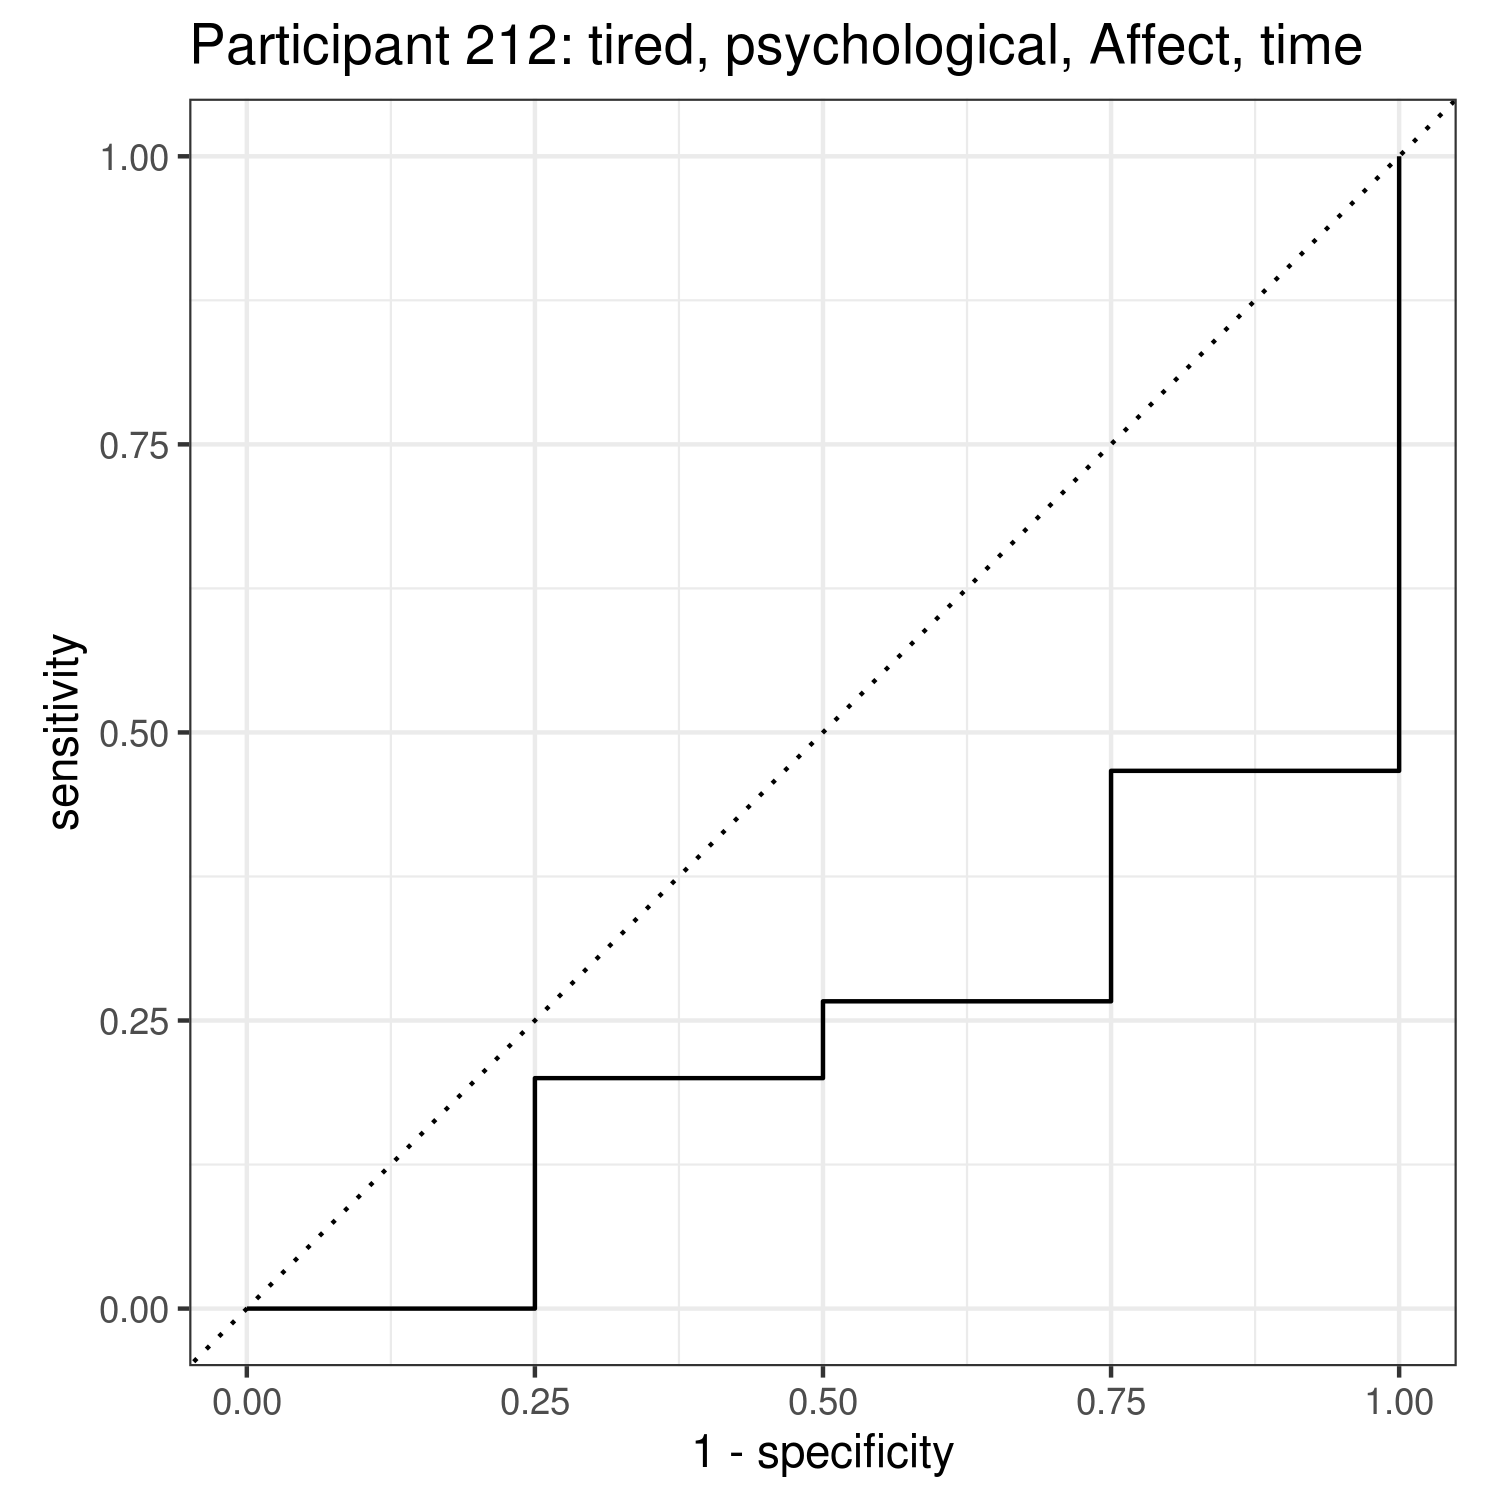 Participant 212: tired, psychological, Affect, time
1.00
0.75
0.50
0.25
0.00
sensitivity
0.00 0.25 0.50 0.75 1.00
1 - specificity